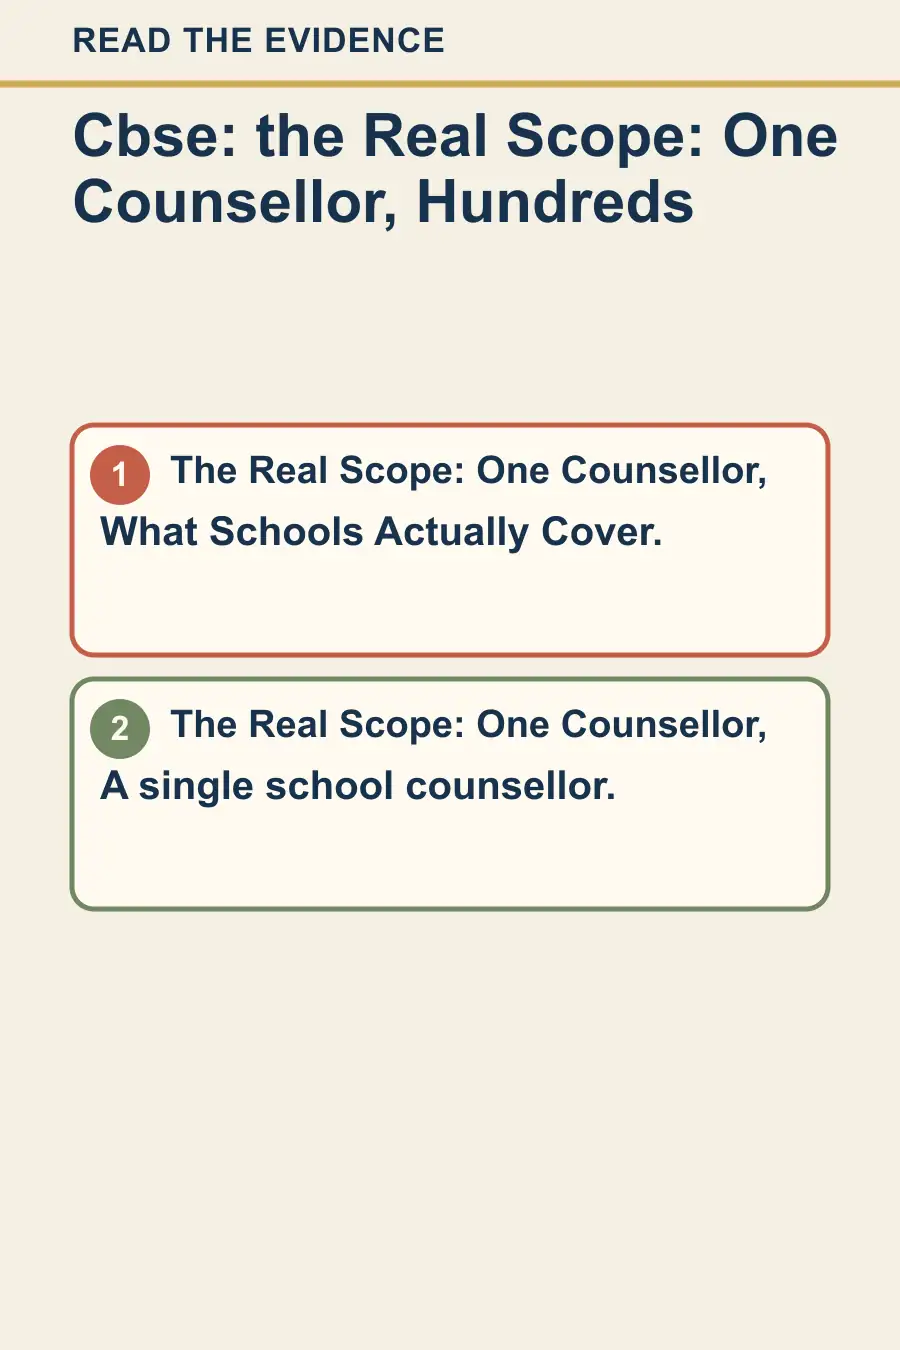 READ THE EVIDENCE
Cbse: the Real Scope: One
Counsellor, Hundreds
1 The Real Scope: One Counsellor,
What Schools Actually Cover.
2 The Real Scope: One Counsellor,
A single school counsellor.